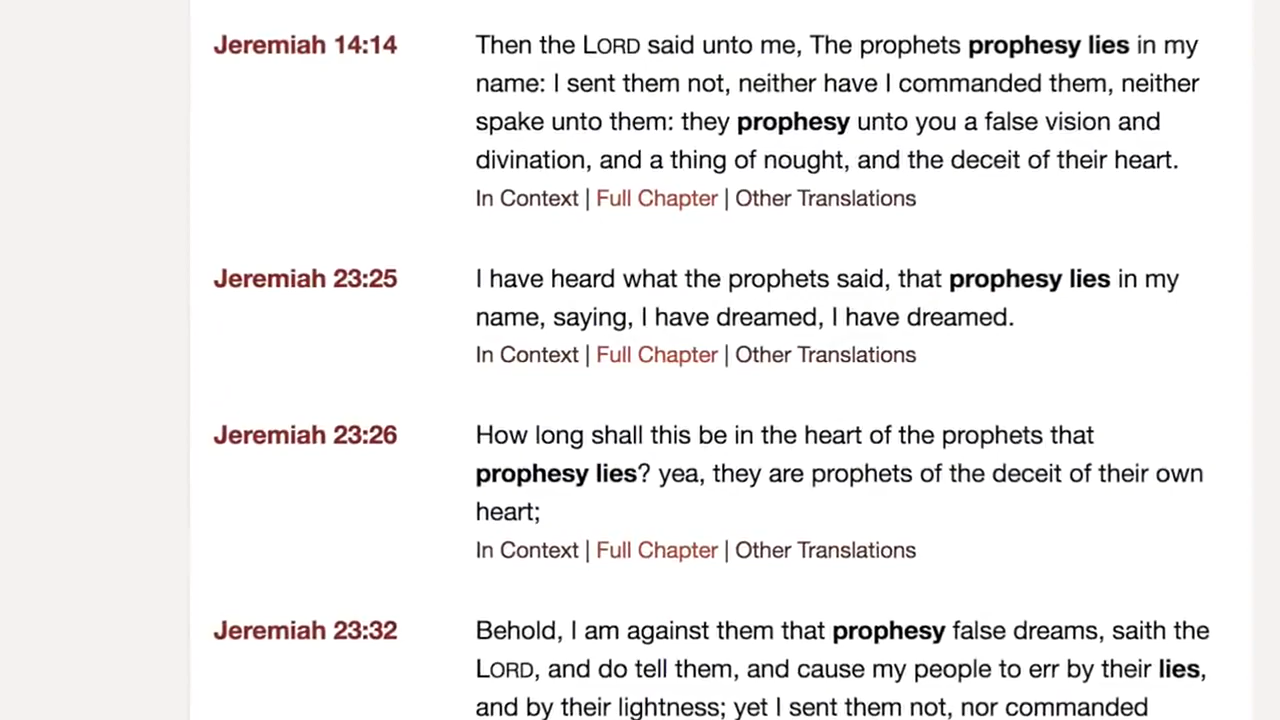 Jeremiah 14:14
Then the LORD said unto me, The prophets prophesy lies in my
name: I sent them not, neither have I commanded them, neither
spake unto them: they prophesy unto you a false vision and
divination, and a thing of nought, and the deceit of their heart.
In Context | Full Chapter | Other Translations
Jeremiah 23:25
I have heard what the prophets said, that prophesy lies in my
name, saying, I have dreamed, I have dreamed.
In Context | Full Chapter | Other Translations
Jeremiah 23:26
How long shall this be in the heart of the prophets that
prophesy lies? yea, they are prophets of the deceit of their own
heart;
In Context | Full Chapter | Other Translations
Jeremiah 23:32
Behold, I am against them that prophesy false dreams, saith the
LORD, and do tell them, and cause my people to err by their lies,
and by their lightness; yet I sent them not, nor commanded